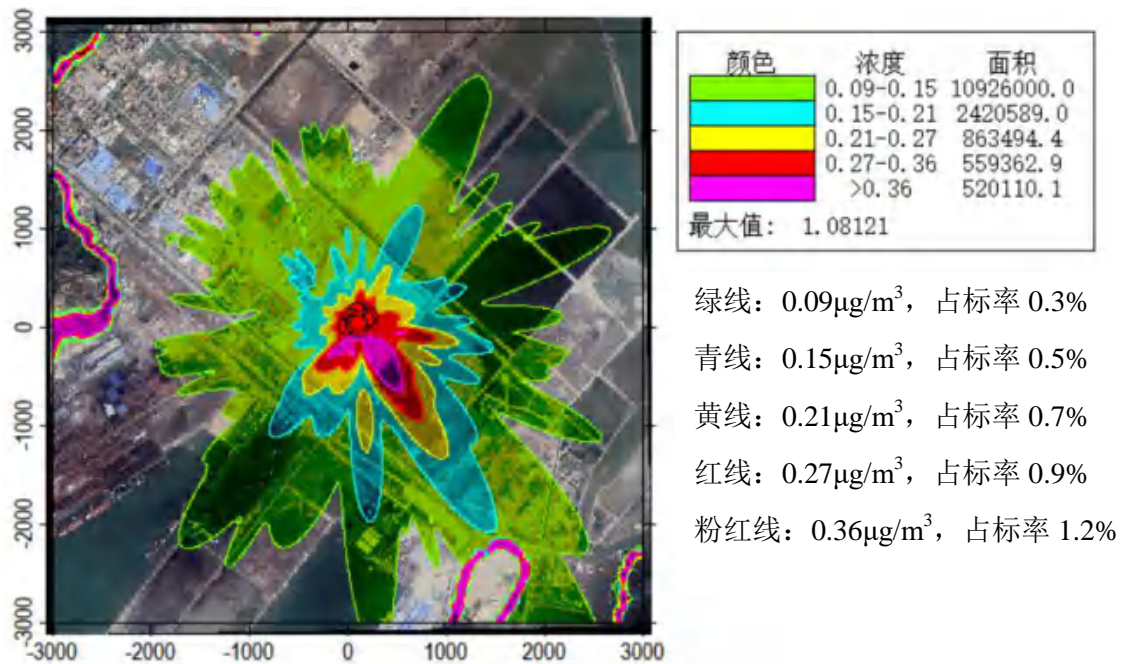 颜色 浓度 面积
0.09-0.15 10926000.0
0.15-0.21 2420589.0
0.21-0.27 863494.4
0.27-0.36 559362.9
>0.36 520110.1
最大值: 1.08121
绿线：0.09μg/m³，占标率 0.3%
青线：0.15μg/m³，占标率 0.5%
黄线：0.21μg/m³，占标率 0.7%
红线：0.27μg/m³，占标率 0.9%
粉红线：0.36μg/m³，占标率 1.2%
3000
2000
1000
0
-1000
-2000
-3000
-3000 -2000 -1000 0 1000 2000 3000